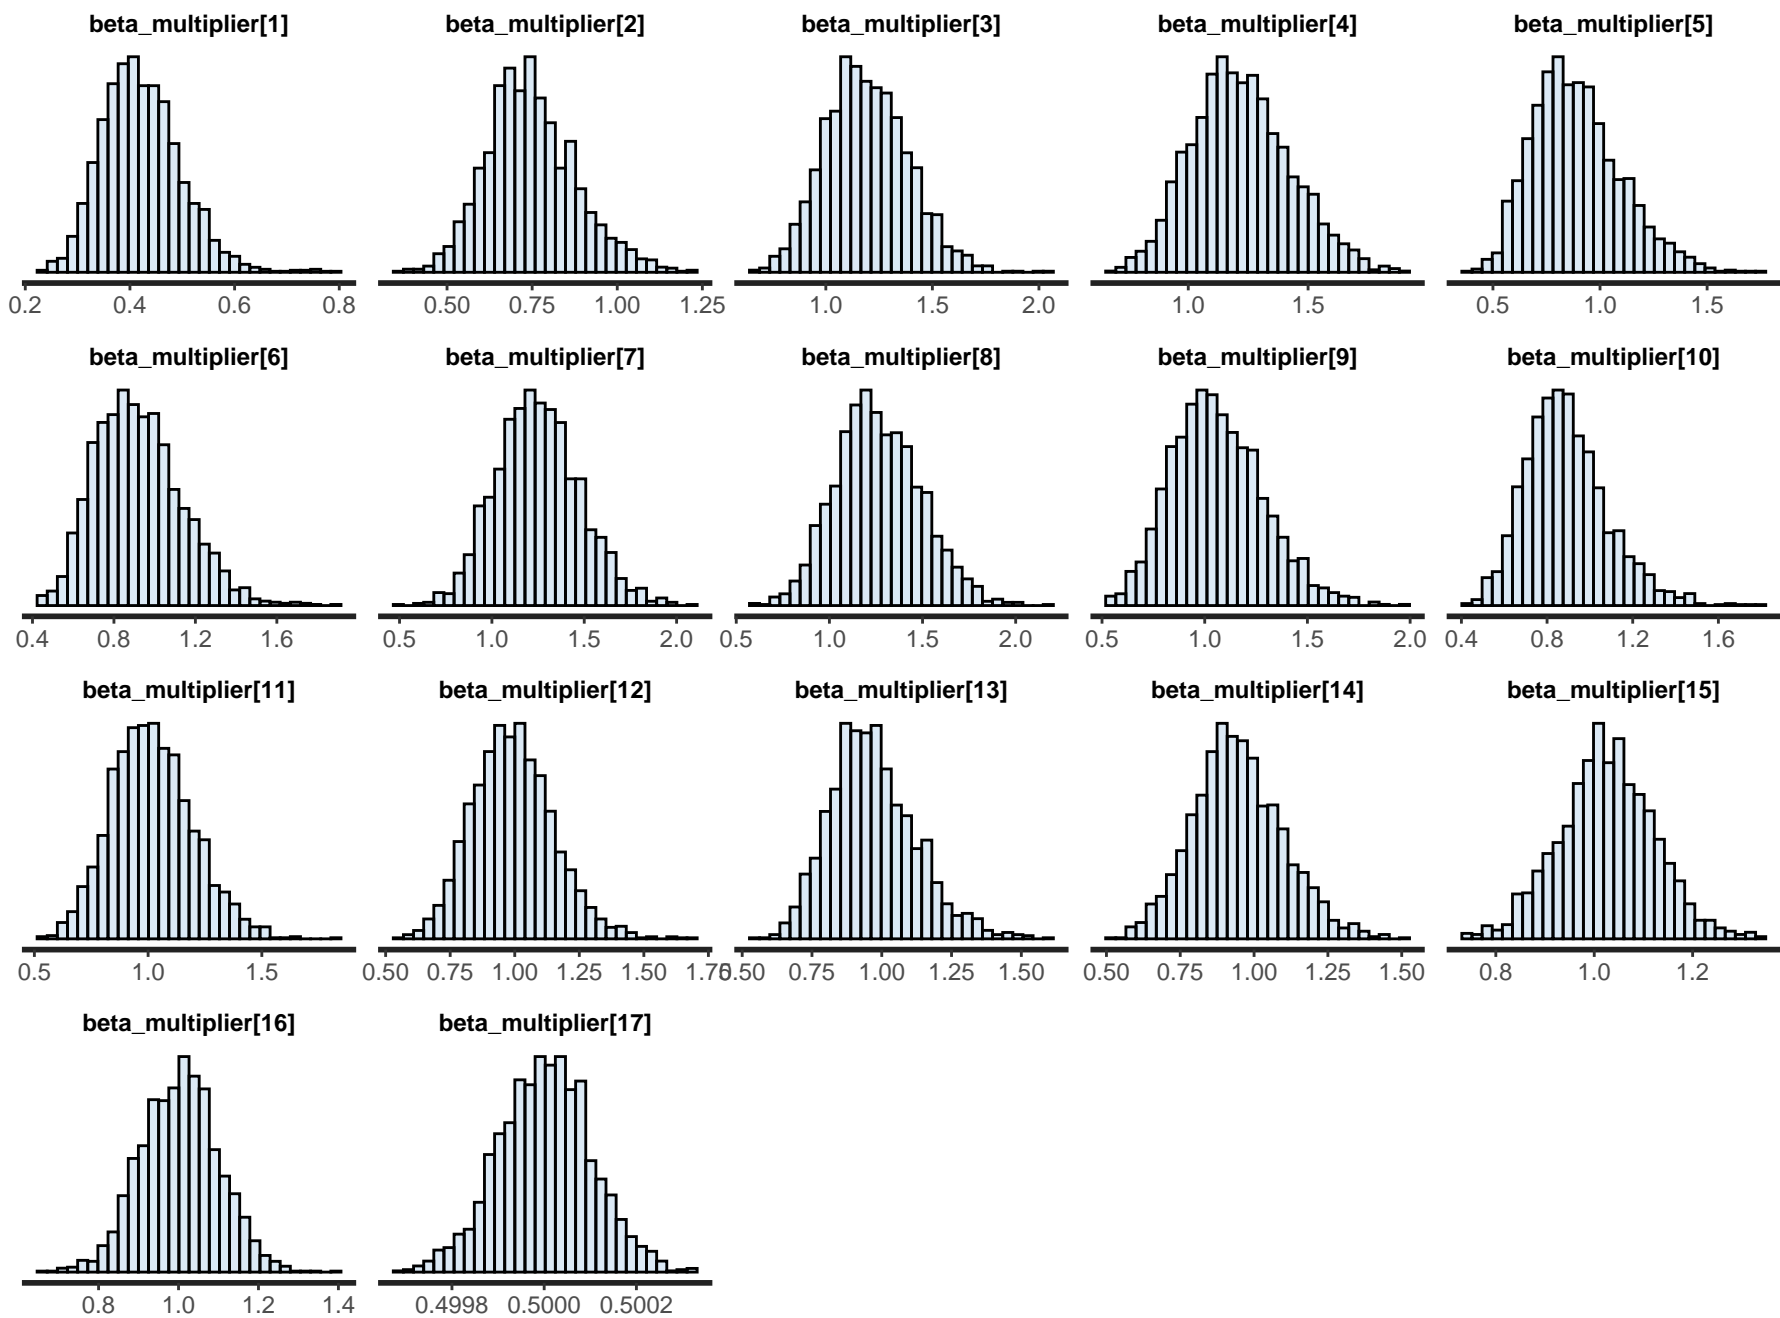 beta_multiplier[1] beta_multiplier[2] beta_multiplier[3] beta_multiplier[4] beta_multiplier[5]
0.2 0.4 0.6 0.8 0.50 0.75 1.00 1.25 1.0 1.5 2.0 1.0 1.5 0.5 1.0 1.5
beta_multiplier[6] beta_multiplier[7] beta_multiplier[8] beta_multiplier[9] beta_multiplier[10]
0.4 0.8 1.2 1.6 0.5 1.0 1.5 2.0 0.5 1.0 1.5 2.0 0.5 1.0 1.5 2.0 0.4 0.8 1.2 1.6
beta_multiplier[11] beta_multiplier[12] beta_multiplier[13] beta_multiplier[14] beta_multiplier[15]
0.5 1.0 1.5 0.50 0.75 1.00 1.25 1.50 1.75 0.50 0.75 1.00 1.25 1.50 0.50 0.75 1.00 1.25 1.50 0.8 1.0 1.2
beta_multiplier[16] beta_multiplier[17]
0.8 1.0 1.2 1.4 0.4998 0.5000 0.5002